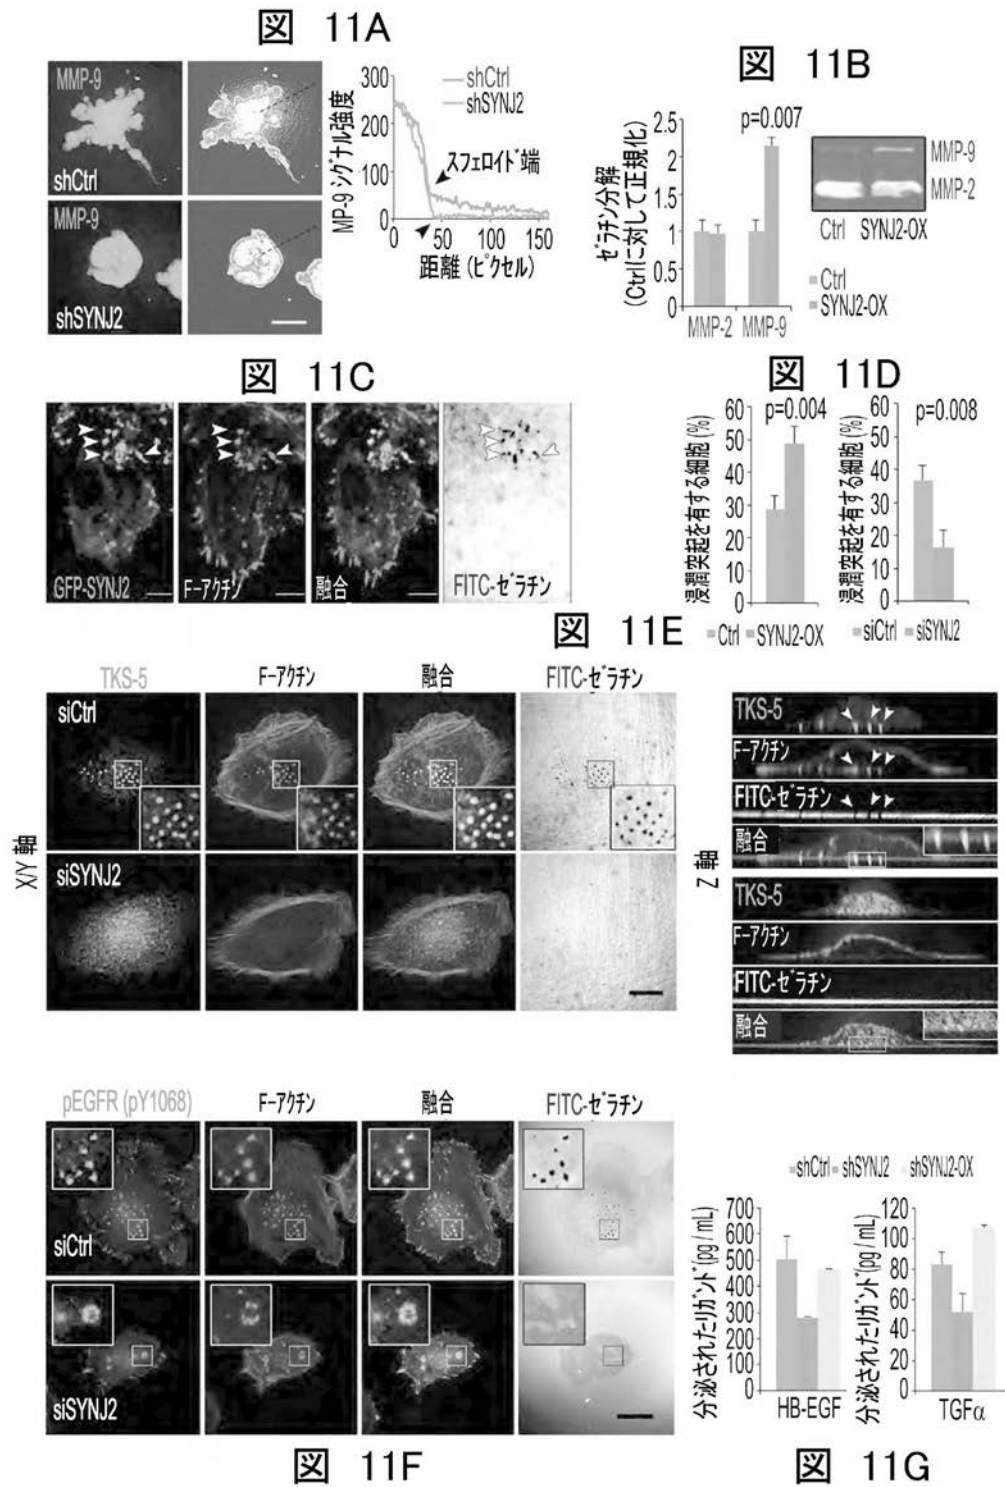 図 11A
MMP-9
shCtrl
MMP-9
shSYNJ2
MP-9 シグナル強度
300
200
100
0
0 50 100 150
距離 (ピクセル)
shCtrl
shSYNJ2
スフェロイド端
図 11B
ゼラチン分解
(Ctrlに対して正規化)
2.5
2
1.5
1
0.5
0
p=0.007
MMP-2 MMP-9
MMP-9
MMP-2
Ctrl SYNJ2-OX
Ctrl
SYNJ2-OX
図 11C
GFP-SYNJ2
F-アクチン
融合
FITC-ゼラチン
図 11D
浸潤突起を有する細胞 (%)
60
50
40
30
20
10
0
p=0.004
Ctrl SYNJ2-OX
浸潤突起を有する細胞 (%)
60
50
40
30
20
10
0
p=0.008
siCtrl siSYNJ2
図 11E
TKS-5 F-アクチン 融合 FITC-ゼラチン
X/Y 軸
siCtrl
siSYNJ2
Z 軸
TKS-5
F-アクチン
FITC-ゼラチン
融合
TKS-5
F-アクチン
FITC-ゼラチン
融合
pEGFR (pY1068) F-アクチン 融合 FITC-ゼラチン
siCtrl
siSYNJ2
図 11F
shCtrl shSYNJ2 shSYNJ2-OX
分泌されたリガンド(pg / mL)
700
600
500
400
300
200
100
0
HB-EGF
分泌されたリガンド(pg / mL)
120
100
80
60
40
20
0
TGFα
図 11G